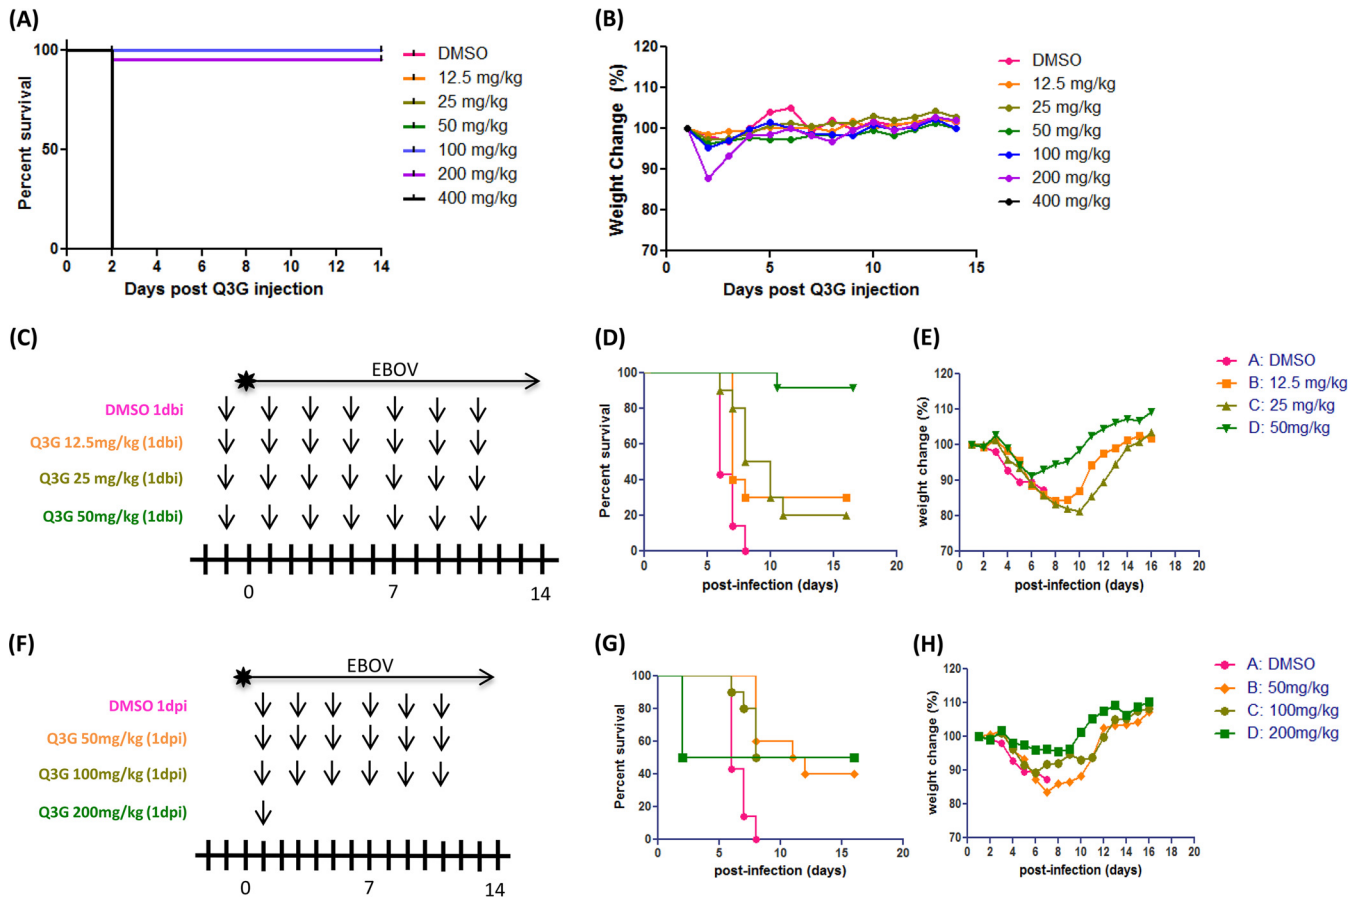 (A)
Percent survival
100
50
0
0 2 4 6 8 10 12 14
Days post Q3G injection
DMSO
12.5 mg/kg
25 mg/kg
50 mg/kg
100 mg/kg
200 mg/kg
400 mg/kg
(B)
Weight Change (%)
120
110
100
90
80
70
0 5 10 15
Days post Q3G injection
DMSO
12.5 mg/kg
25 mg/kg
50 mg/kg
100 mg/kg
200 mg/kg
400 mg/kg
(C)
EBOV
DMSO 1dbi
Q3G 12.5mg/kg (1dbi)
Q3G 25 mg/kg (1dbi)
Q3G 50mg/kg (1dbi)
0 7 14
(D)
Percent survival
100
80
60
40
20
0
0 5 10 15 20
post-infection (days)
(E)
weight change (%)
120
110
100
90
80
70
0 2 4 6 8 10 12 14 16 18 20
post-infection (days)
A: DMSO
B: 12.5 mg/kg
C: 25 mg/kg
D: 50mg/kg
(F)
EBOV
DMSO 1dpi
Q3G 50mg/kg (1dpi)
Q3G 100mg/kg (1dpi)
Q3G 200mg/kg (1dpi)
0 7 14
(G)
Percent survival
100
80
60
40
20
0
0 5 10 15 20
post-infection (days)
(H)
weight change (%)
120
110
100
90
80
70
0 2 4 6 8 10 12 14 16 18 20
post-infection (days)
A: DMSO
B: 50mg/kg
C: 100mg/kg
D: 200mg/kg